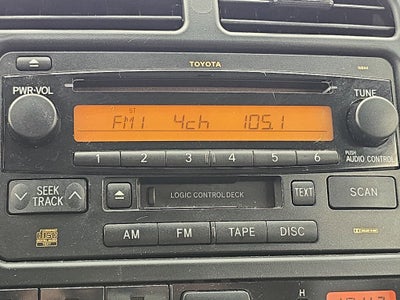 TOYOTA
PWR·VOL
TUNE
ST
FM1 4ch 105.1
1 2 3 4 5 6
PUSH
AUDIO CONTROL
SEEK
TRACK
LOGIC CONTROL DECK
TEXT
SCAN
AM FM TAPE DISC
H